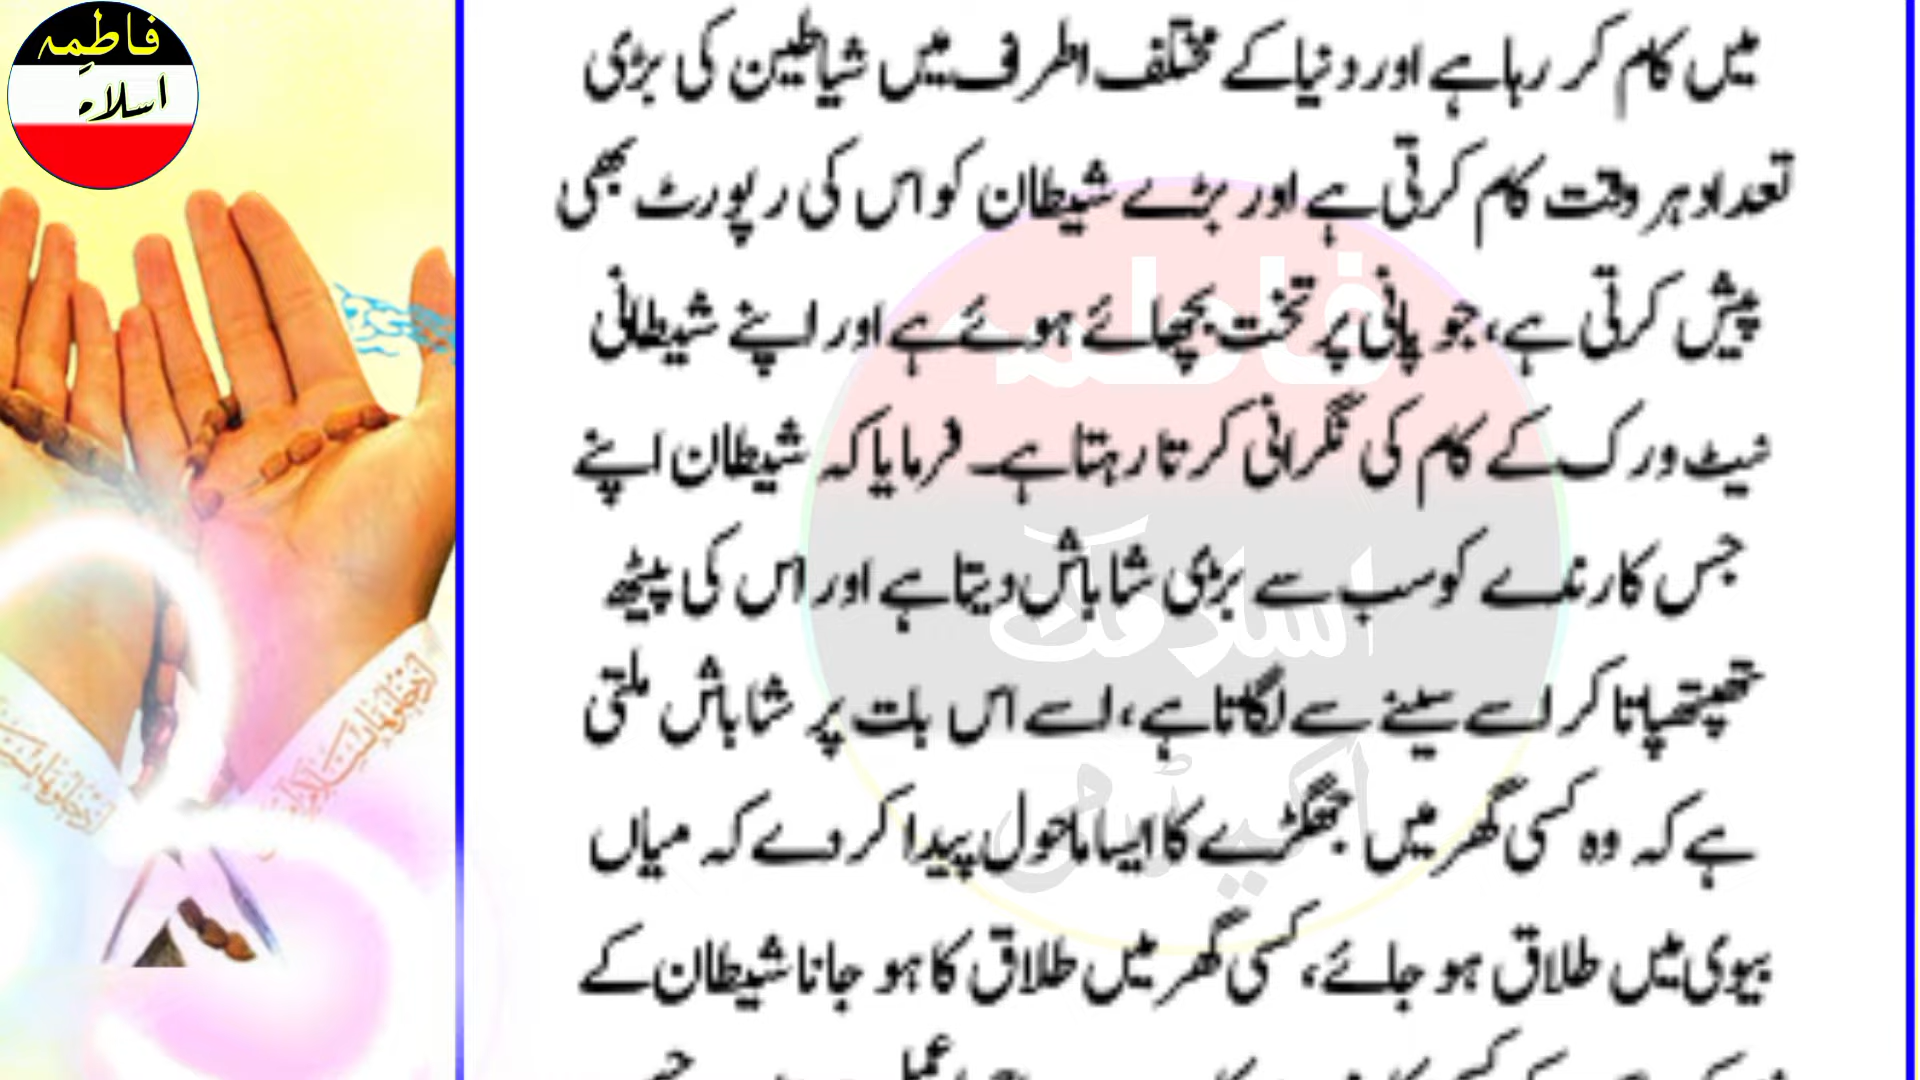 فاطمہ
اسلام
میں کام کر رہا ہے اور دنیا کے مختلف اطرف میں شیاطین کی بڑی
تعداد ہر وقت کام کرتی ہے اور بڑے شیطان کو اس کی رپورٹ بھی
پیش کرتی ہے، جو پانی پر تخت بچھائے ہوئے ہے اور اپنے شیطانی
نیٹ ورک کے کام کی نگرانی کرتا رہتا ہے۔ فرمایا کہ شیطان اپنے
جس کارندے کو سب سے بڑی شاباش دیتا ہے اور اس کی پیٹھ
تھپتھپاتا کر اسے سینے سے لگاتا ہے، اسے اس بات پر شاباش ملتی
ہے کہ وہ کسی گھر میں جھگڑے کا ایسا ماحول پیدا کر دے کہ میاں
بیوی میں طلاق ہو جائے، کسی گھر میں طلاق کا ہو جانا شیطان کے
فاطمہ
اسلامک
اکیڈمی